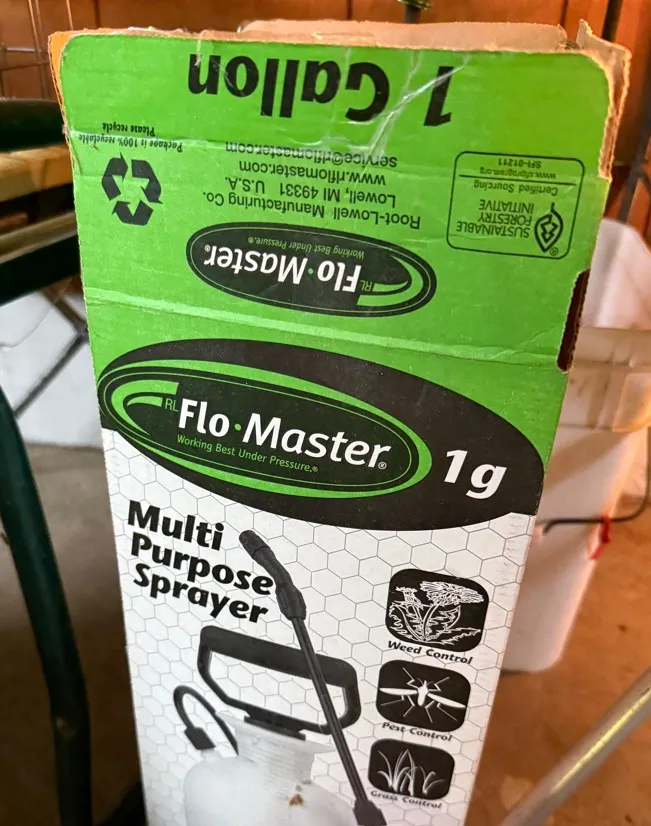 1 Gallon
Package is 100% recyclable
Please recycle
Root-Lowell Manufacturing Co.
Lowell, MI 49331 U.S.A.
www.rlflomaster.com
service@rlflomaster.com
SUSTAINABLE
FORESTRY
INITIATIVE
Certified Sourcing
www.sfiprogram.org
SFI-01211
RL Flo·Master®
Working Best Under Pressure.®
RL Flo·Master®
Working Best Under Pressure.®
1g
Multi
Purpose
Sprayer
Weed Control
Pest Control
Grass Control